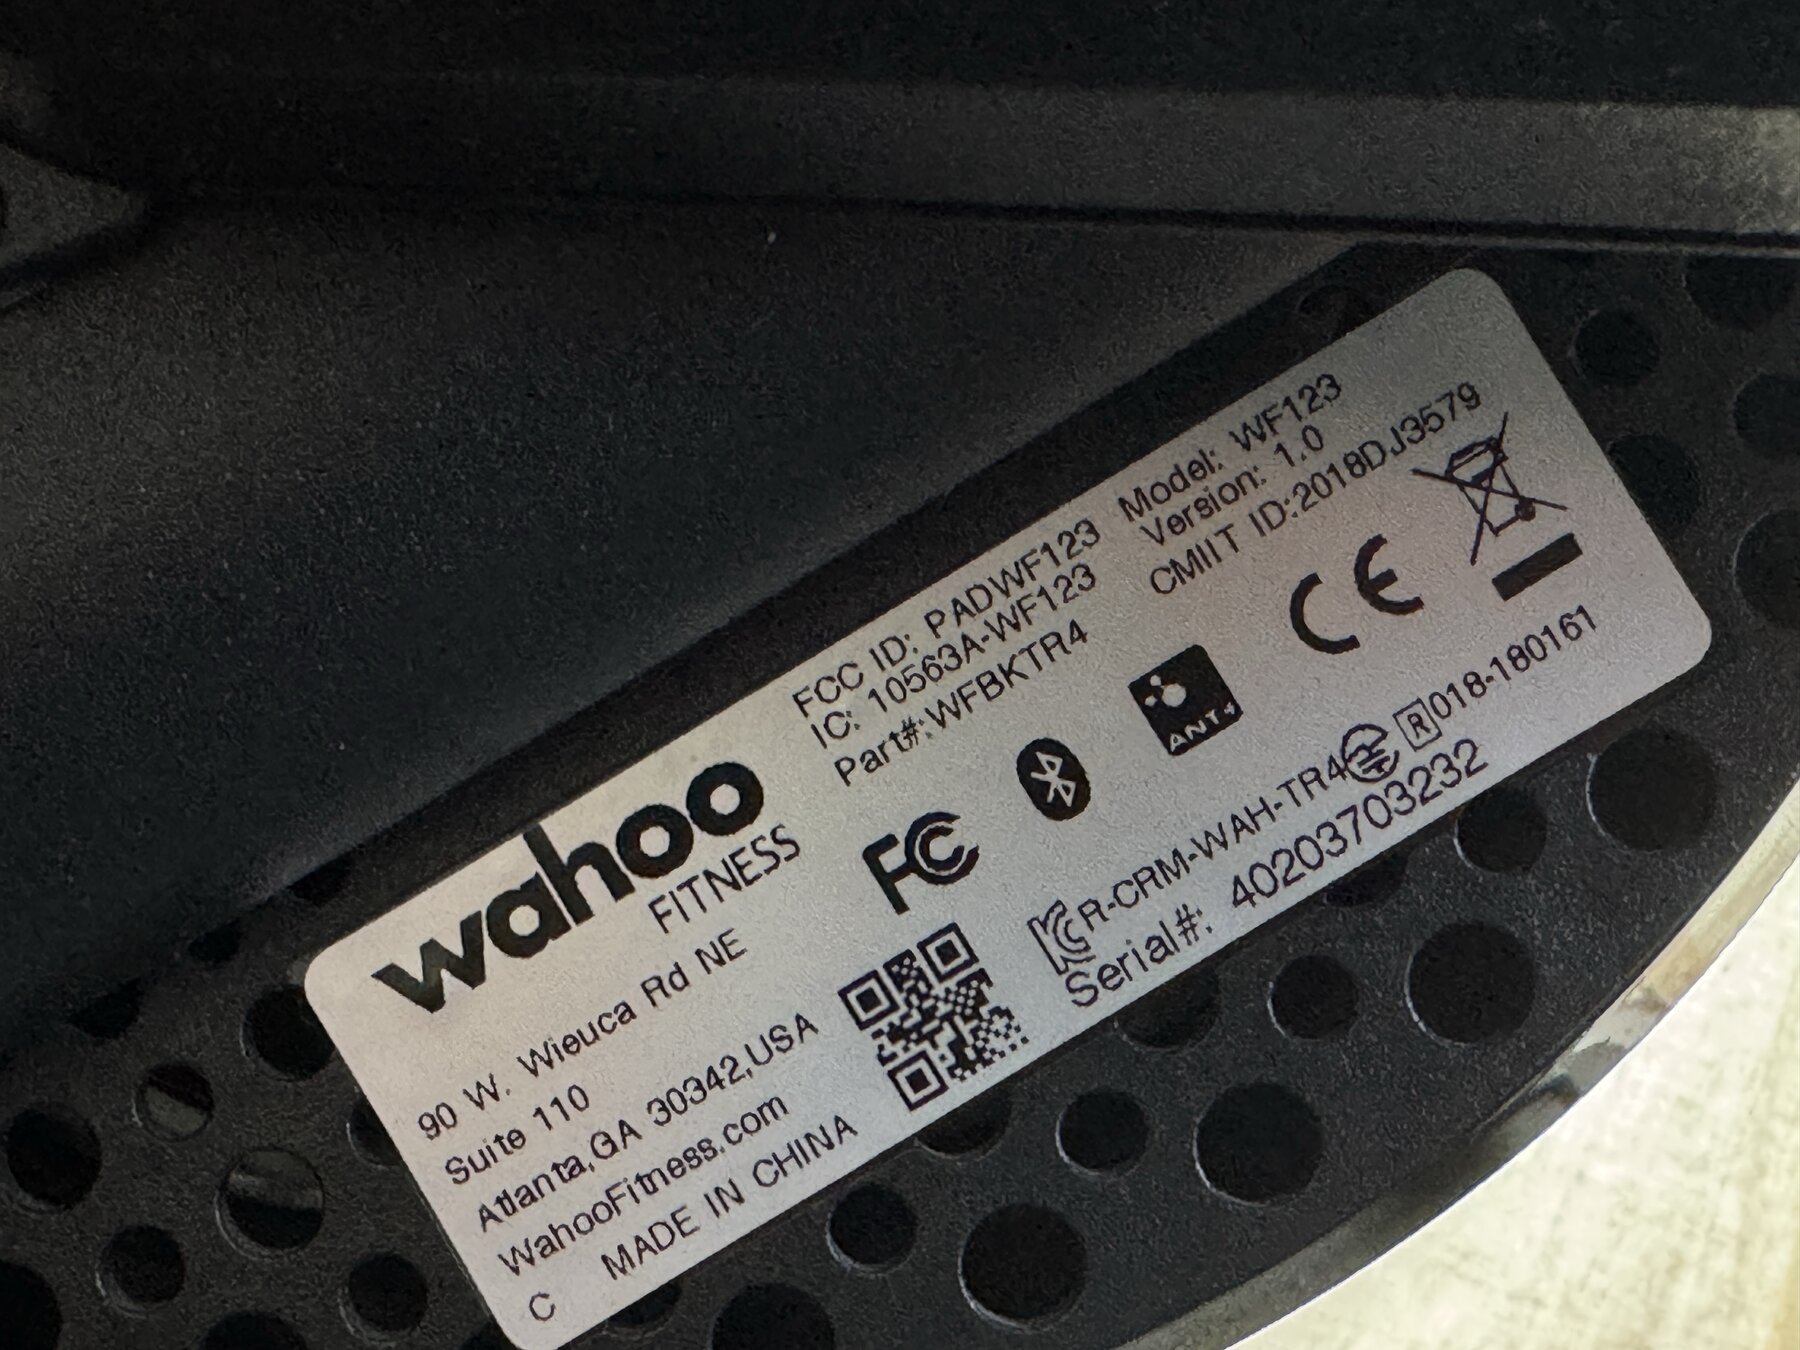 wahoo
FITNESS
90 W. Wieuca Rd NE
Suite 110
Atlanta,GA 30342,USA
WahooFitness.com
C MADE IN CHINA
FCC ID: PADWF123 Model: WF123
IC: 10563A-WF123 Version: 1.0
Part#:WFBKTR4 CMIIT ID:2018DJ3579
FC ANT+ CE
R-CRM-WAH-TR4 R 018-180161
Serial#: 40203703232